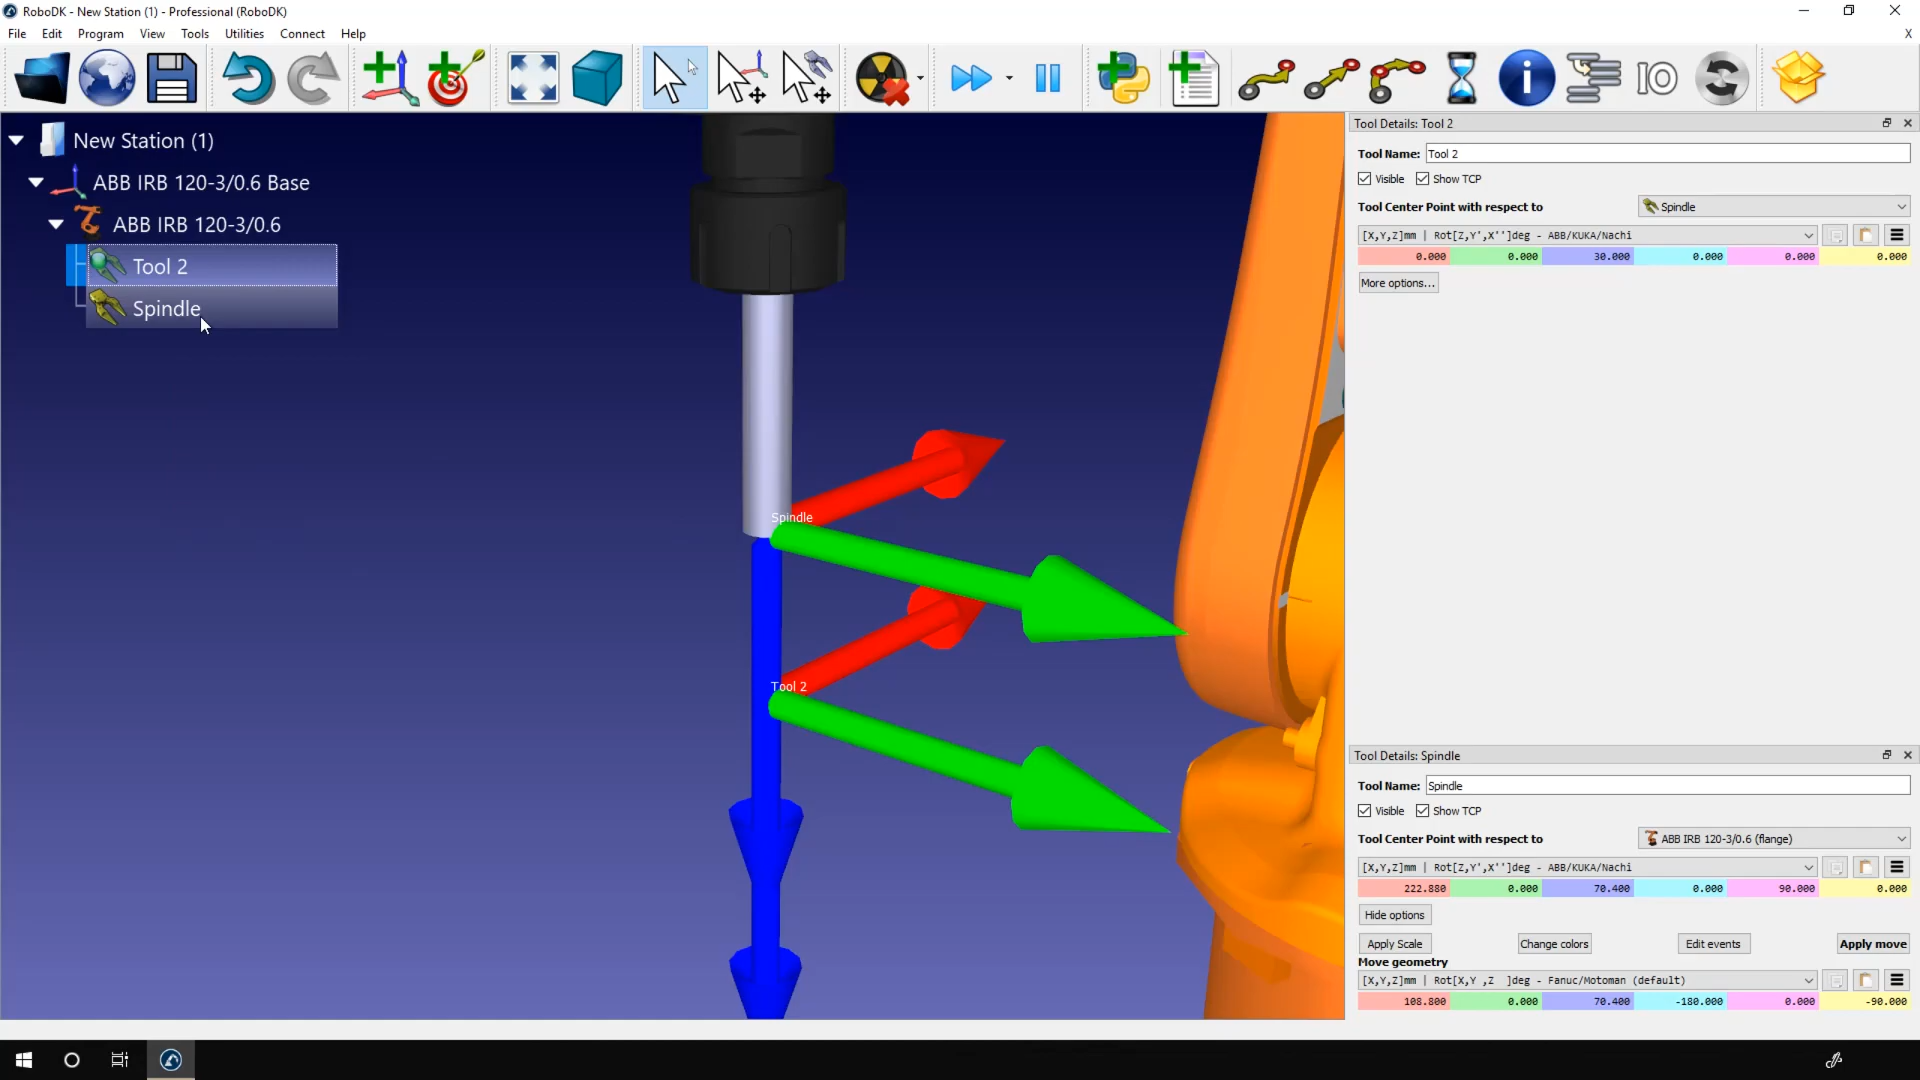 RoboDK - New Station (1) - Professional (RoboDK)
File Edit Program View Tools Utilities Connect Help
X
IO
New Station (1)
ABB IRB 120-3/0.6 Base
ABB IRB 120-3/0.6
Tool 2
Spindle
Spindle
Tool 2
Tool Details: Tool 2
Tool Name: Tool 2
Visible Show TCP
Tool Center Point with respect to Spindle
[X,Y,Z]mm | Rot[Z,Y',X'']deg - ABB/KUKA/Nachi
0.000 0.000 30.000 0.000 0.000 0.000
More options...
Tool Details: Spindle
Tool Name: Spindle
Visible Show TCP
Tool Center Point with respect to ABB IRB 120-3/0.6 (flange)
[X,Y,Z]mm | Rot[Z,Y',X'']deg - ABB/KUKA/Nachi
222.880 0.000 70.400 0.000 90.000 0.000
Hide options
Apply Scale Change colors Edit events Apply move
Move geometry
[X,Y,Z]mm | Rot[X,Y ,Z ]deg - Fanuc/Motoman (default)
108.800 0.000 70.400 -180.000 0.000 -90.000